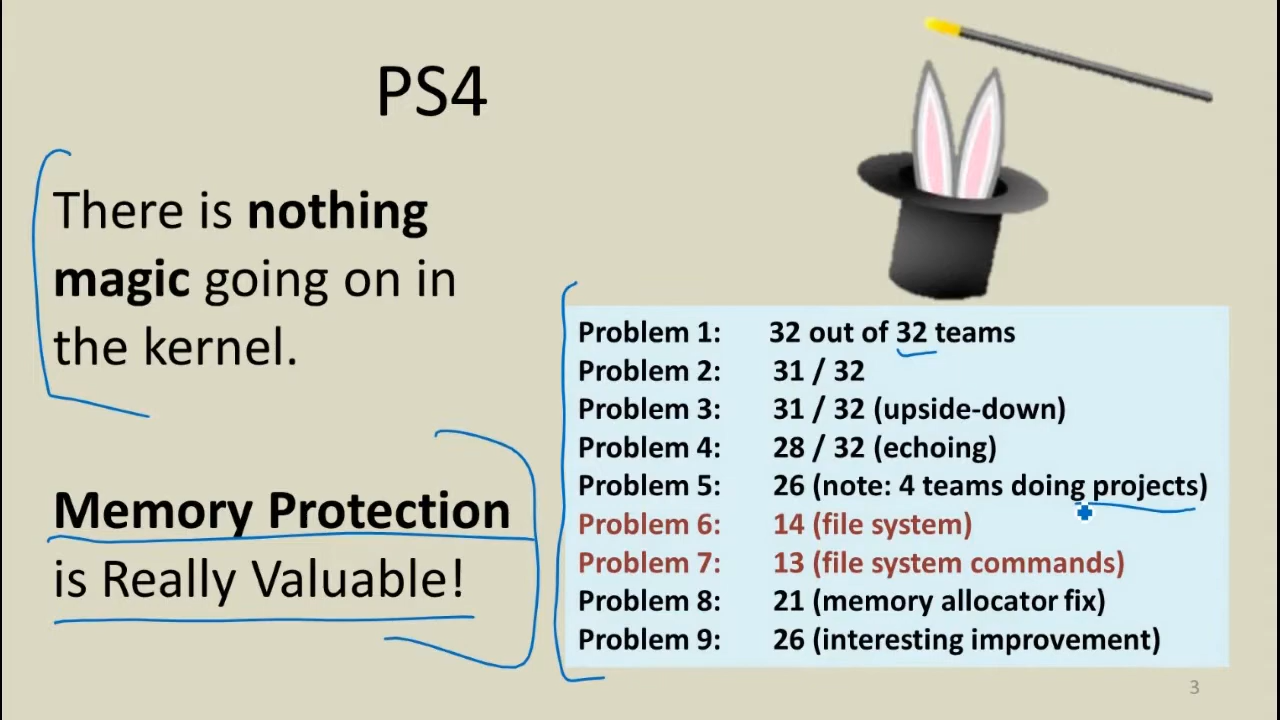 PS4
There is nothing
magic going on in
the kernel.
Memory Protection
is Really Valuable!
Problem 1: 32 out of 32 teams
Problem 2: 31 / 32
Problem 3: 31 / 32 (upside-down)
Problem 4: 28 / 32 (echoing)
Problem 5: 26 (note: 4 teams doing projects)
Problem 6: 14 (file system)
Problem 7: 13 (file system commands)
Problem 8: 21 (memory allocator fix)
Problem 9: 26 (interesting improvement)
3